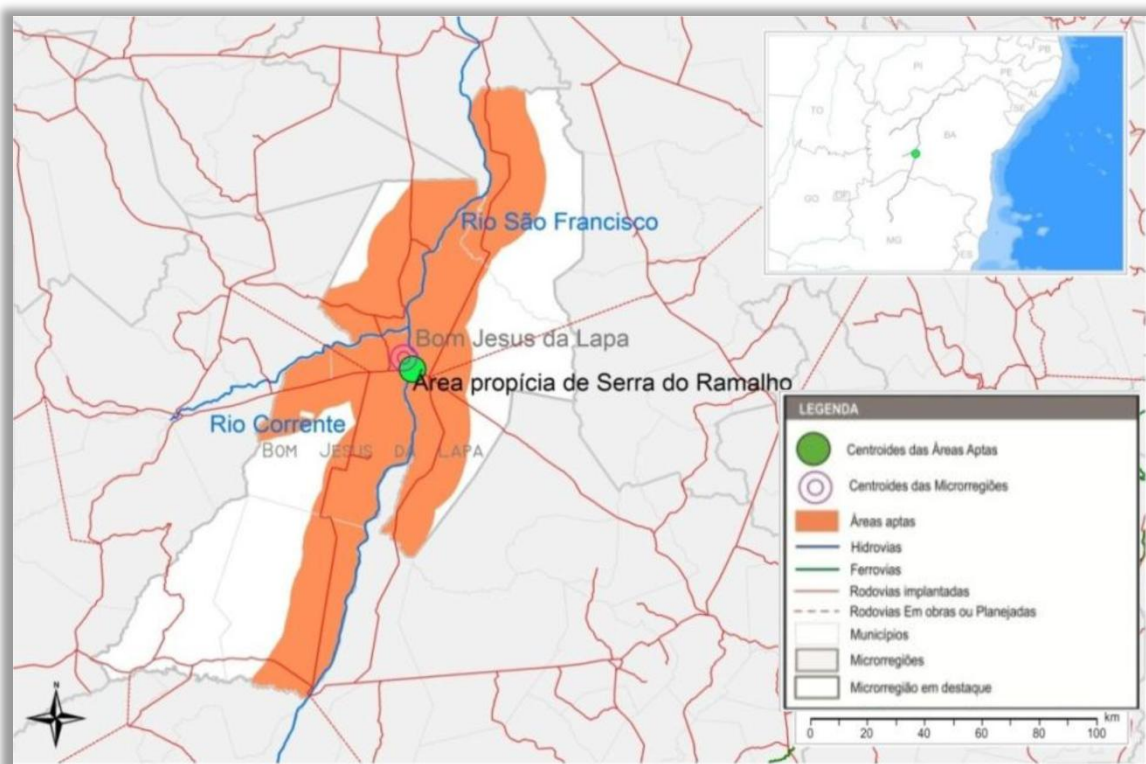 PI
PB
PE
AL
SE
TO
BA
GO
DF
MG
ES
Rio São Francisco
Bom Jesus da Lapa
Área propícia de Serra do Ramalho
Rio Corrente
BOM JESUS DA LAPA
LEGENDA
Centroides das Áreas Aptas
Centroides das Microrregiões
Áreas aptas
Hidrovias
Ferrovias
Rodovias implantadas
Rodovias Em obras ou Planejadas
Municípios
Microrregiões
Microrregião em destaque
N
km
0 20 40 60 80 100